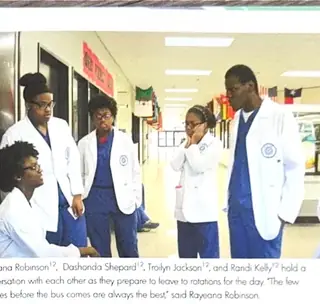 ana Robinson¹², Dashonda Shepard¹², Troilyn Jackson¹², and Randi Kelly¹² hold a
ersation with each other as they prepare to leave to rotations for the day. "The few
es before the bus comes are always the best," said Rayeana Robinson.